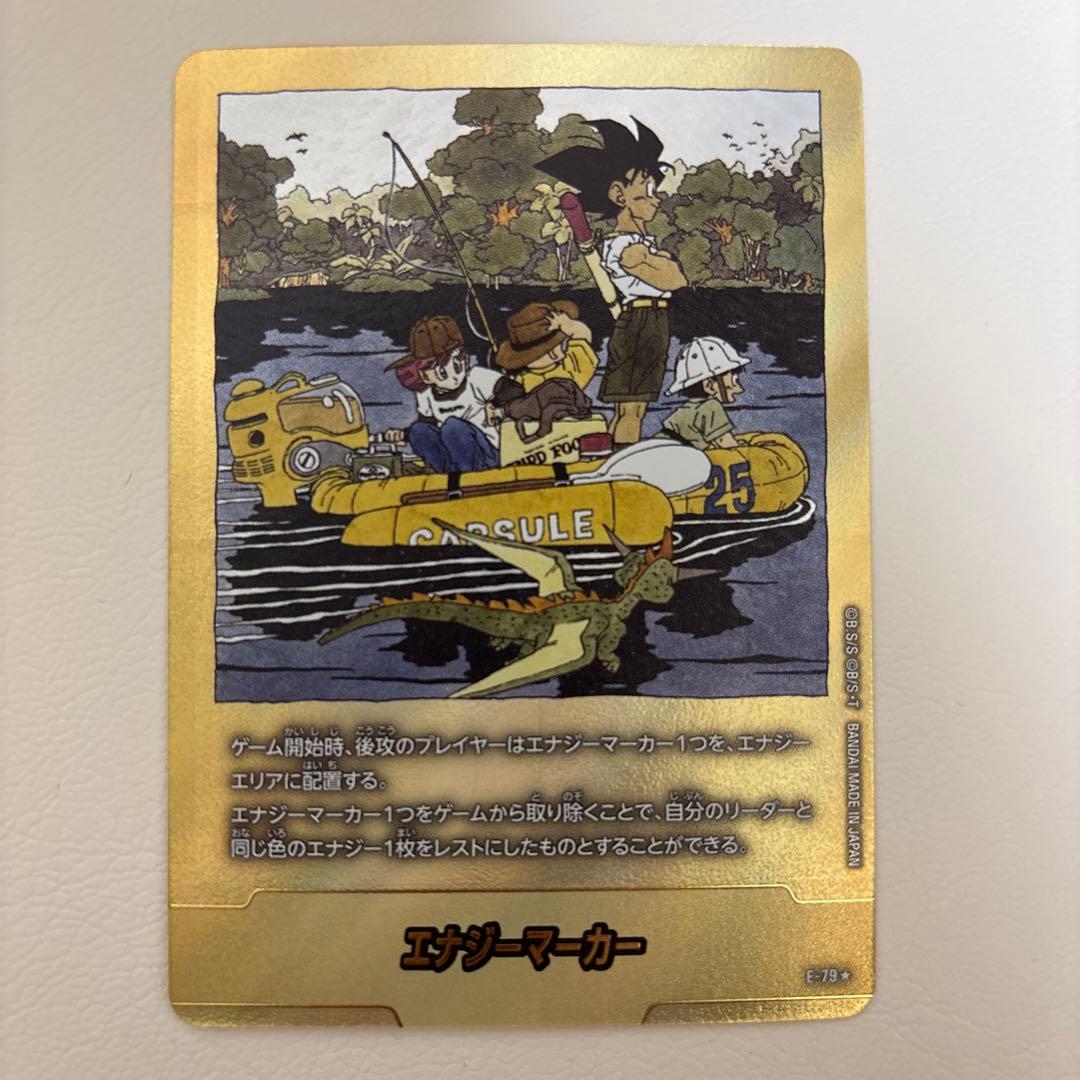 BIRD FOO
25
CAPSULE
ゲーム開始時、後攻のプレイヤーはエナジーマーカー1つを、エナジー
エリアに配置する。
エナジーマーカー1つをゲームから取り除くことで、自分のリーダーと
同じ色のエナジー1枚をレストにしたものとすることができる。
エナジーマーカー
E-79★
©B.S/S ©B/S・T BANDAI MADE IN JAPAN